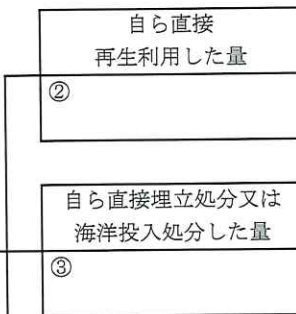 自ら直接
再生利用した量
②
自ら直接埋立処分又は
海洋投入処分した量
③